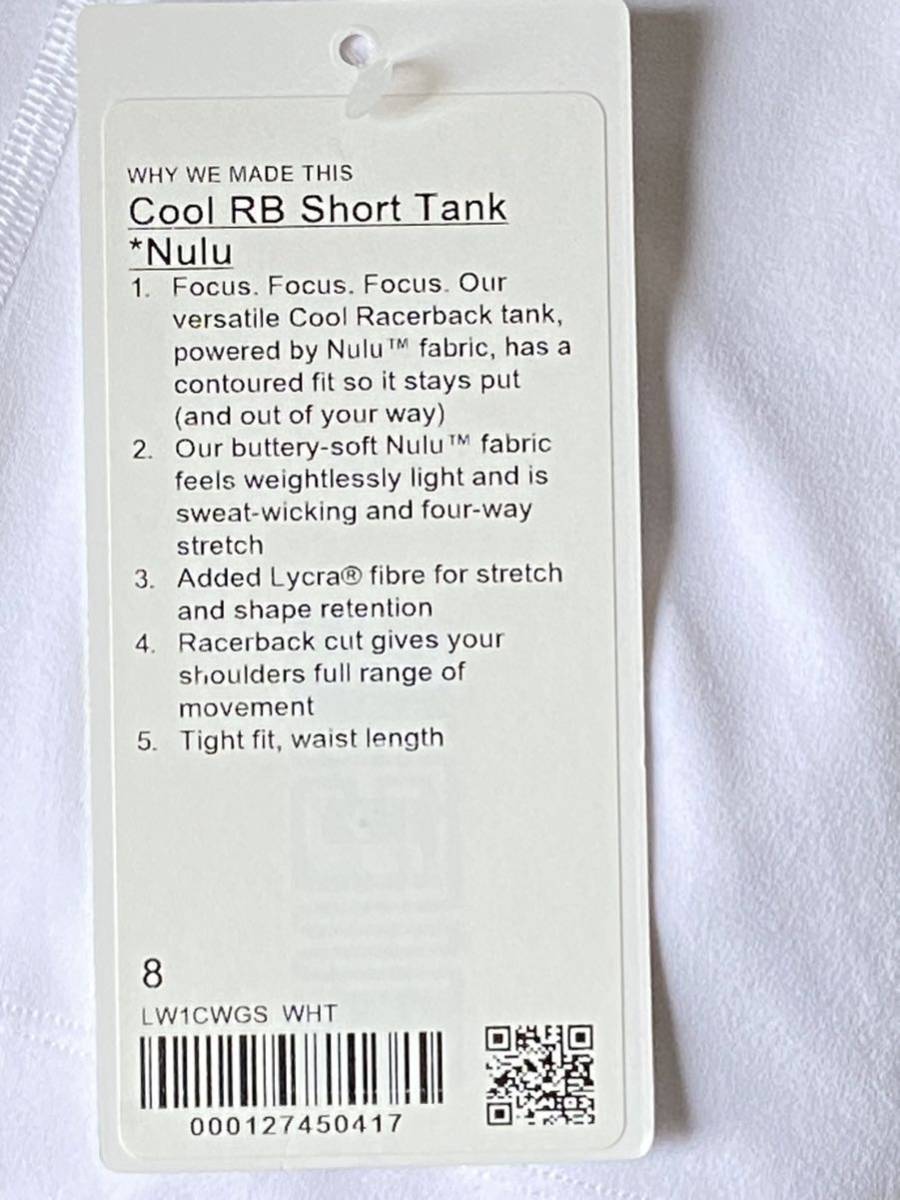 WHY WE MADE THIS
Cool RB Short Tank
*Nulu
1. Focus. Focus. Focus. Our
versatile Cool Racerback tank,
powered by Nulu™ fabric, has a
contoured fit so it stays put
(and out of your way)
2. Our buttery-soft Nulu™ fabric
feels weightlessly light and is
sweat-wicking and four-way
stretch
3. Added Lycra® fibre for stretch
and shape retention
4. Racerback cut gives your
shoulders full range of
movement
5. Tight fit, waist length
8
LW1CWGS WHT
000127450417